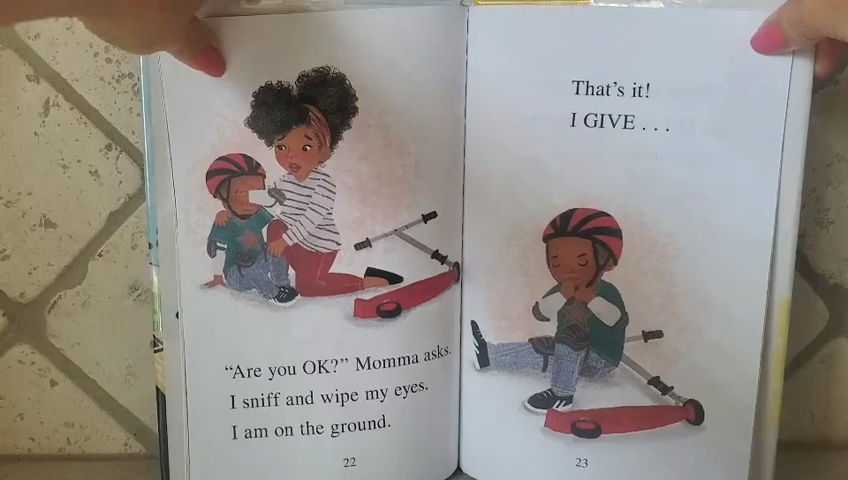 “Are you OK?” Momma asks.
I sniff and wipe my eyes.
I am on the ground.
22
That’s it!
I GIVE . . .
23